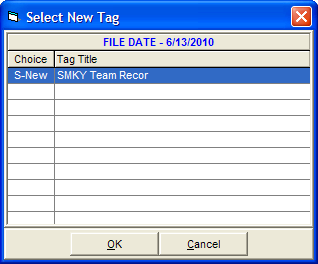 Select New Tag
FILE DATE - 6/13/2010
Choice Tag Title
S-New SMKY Team Recor
OK Cancel